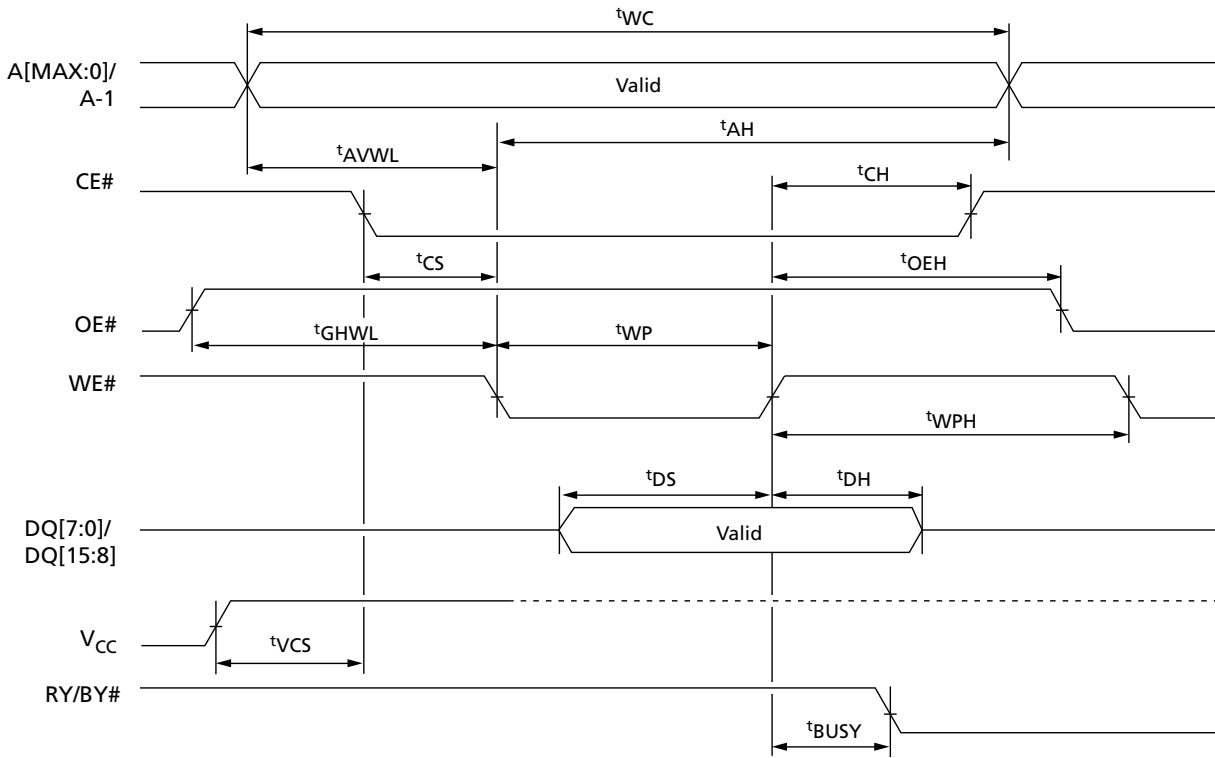 tWC
A[MAX:0]/
A-1
Valid
tAH
tAVWL
CE#
tCH
tCS
tOEH
OE#
tGHWL
tWP
WE#
tWPH
tDS
tDH
DQ[7:0]/
DQ[15:8]
Valid
VCC
tVCS
RY/BY#
tBUSY